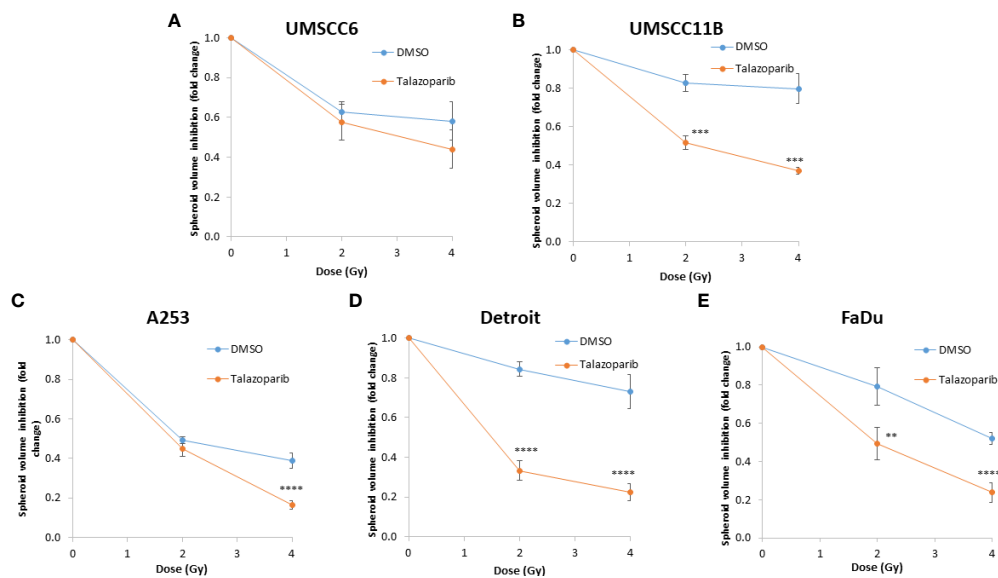 A
UMSCC6
Spheroid volume inhibition (fold change)
1.0
0.8
0.6
0.4
0.2
0.0
0
1
2
3
4
Dose (Gy)
DMSO
Talazoparib
B
UMSCC11B
Spheroid volume inhibition (fold change)
1.0
0.8
0.6
0.4
0.2
0.0
0
1
2
3
4
Dose (Gy)
DMSO
Talazoparib
***
***
C
A253
Spheroid volume inhibition (fold
change)
1.0
0.8
0.6
0.4
0.2
0.0
0
1
2
3
4
Dose (Gy)
DMSO
Talazoparib
****
D
Detroit
Spheroid volume inhibition (fold change)
1.0
0.8
0.6
0.4
0.2
0.0
0
1
2
3
4
Dose (Gy)
DMSO
Talazoparib
****
****
E
FaDu
Spheroid volume inhibition (fold change)
1.0
0.8
0.6
0.4
0.2
0.0
0
1
2
3
4
Dose (Gy)
DMSO
Talazoparib
**
****